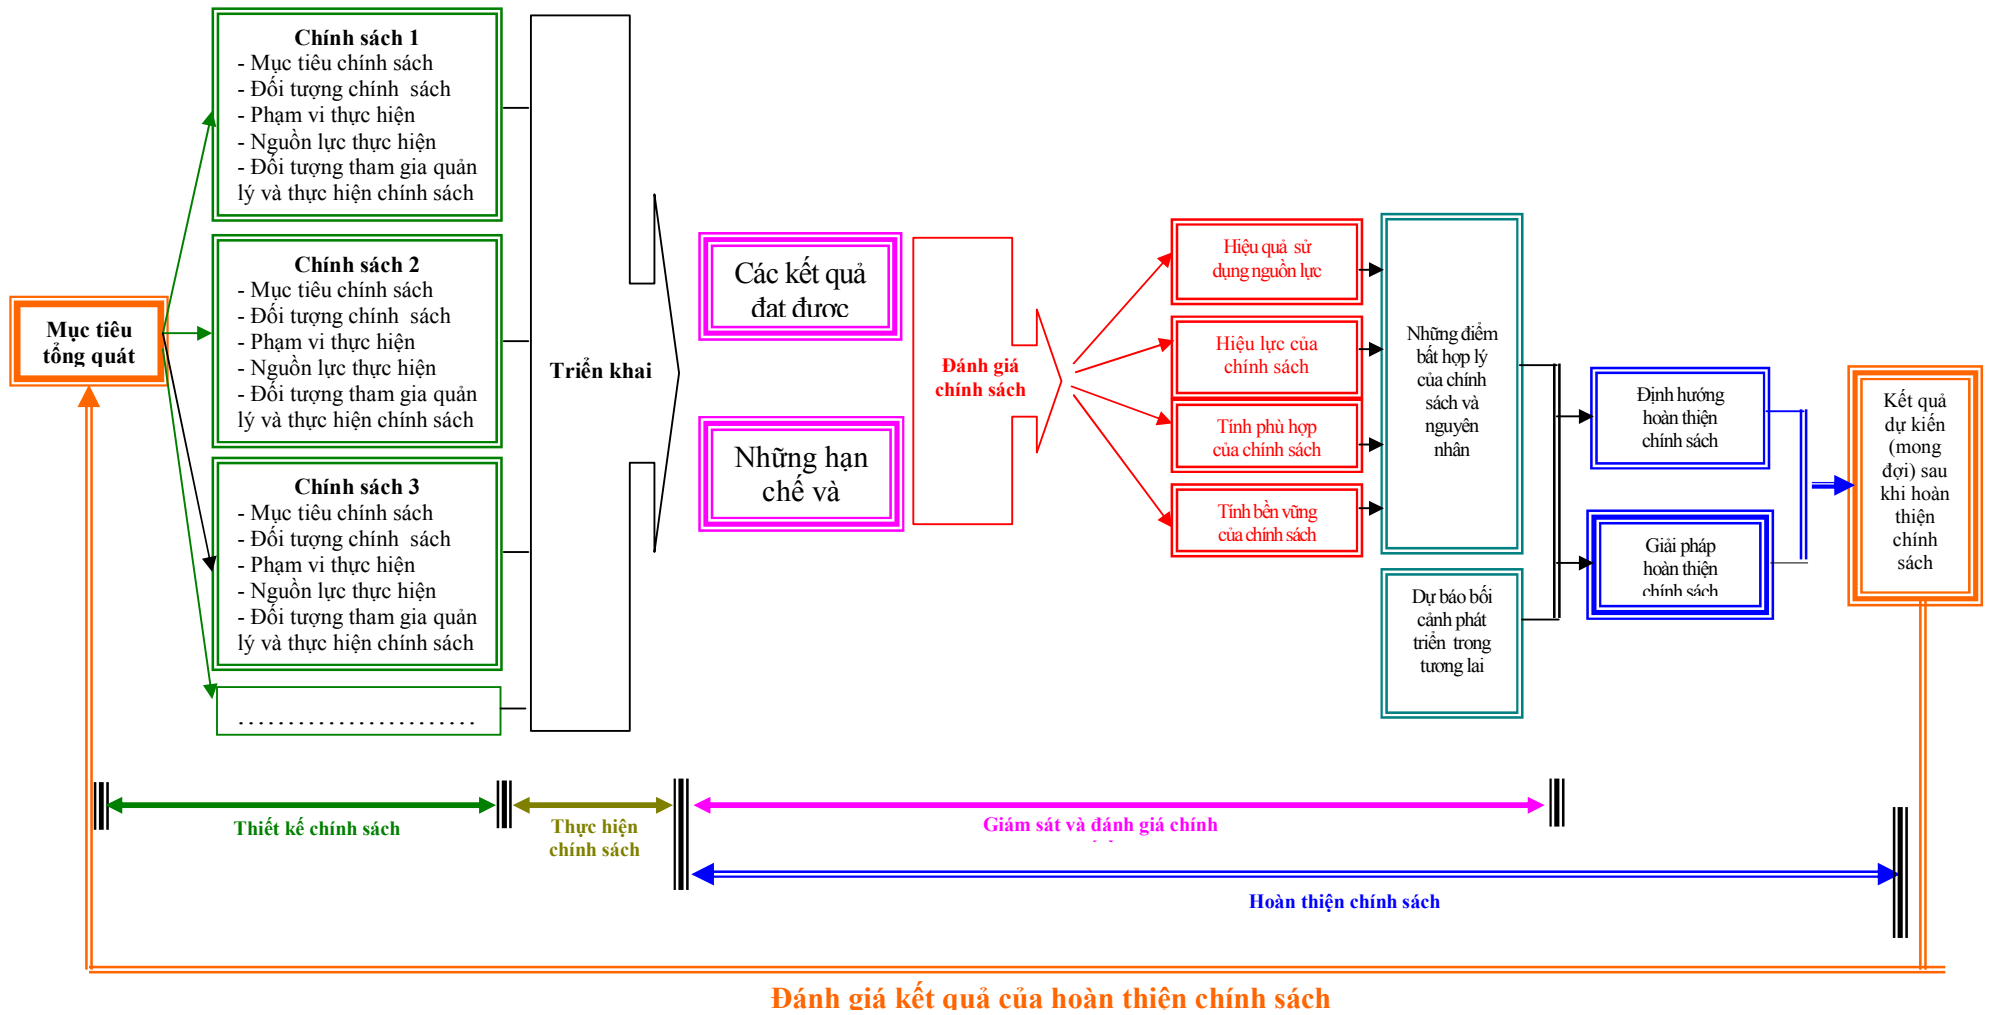 Mục tiêu
tổng quát
Chính sách 1
- Mục tiêu chính sách
- Đối tượng chính sách
- Phạm vi thực hiện
- Nguồn lực thực hiện
- Đối tượng tham gia quản
lý và thực hiện chính sách
Chính sách 2
- Mục tiêu chính sách
- Đối tượng chính sách
- Phạm vi thực hiện
- Nguồn lực thực hiện
- Đối tượng tham gia quản
lý và thực hiện chính sách
Chính sách 3
- Mục tiêu chính sách
- Đối tượng chính sách
- Phạm vi thực hiện
- Nguồn lực thực hiện
- Đối tượng tham gia quản
lý và thực hiện chính sách
........................
Triển khai
Các kết quả
đạt được
Những hạn
chế và
Đánh giá
chính sách
Hiệu quả sử
dụng nguồn lực
Hiệu lực của
chính sách
Tính phù hợp
của chính sách
Tính bền vững
của chính sách
Những điểm
bất hợp lý
của chính
sách và
nguyên
nhân
Dự báo bối
cảnh phát
triển trong
tương lai
Định hướng
hoàn thiện
chính sách
Giải pháp
hoàn thiện
chính sách
Kết quả
dự kiến
(mong
đợi) sau
khi hoàn
thiện
chính
sách
Thiết kế chính sách
Thực hiện
chính sách
Giám sát và đánh giá chính
Hoàn thiện chính sách
Đánh giá kết quả của hoàn thiện chính sách